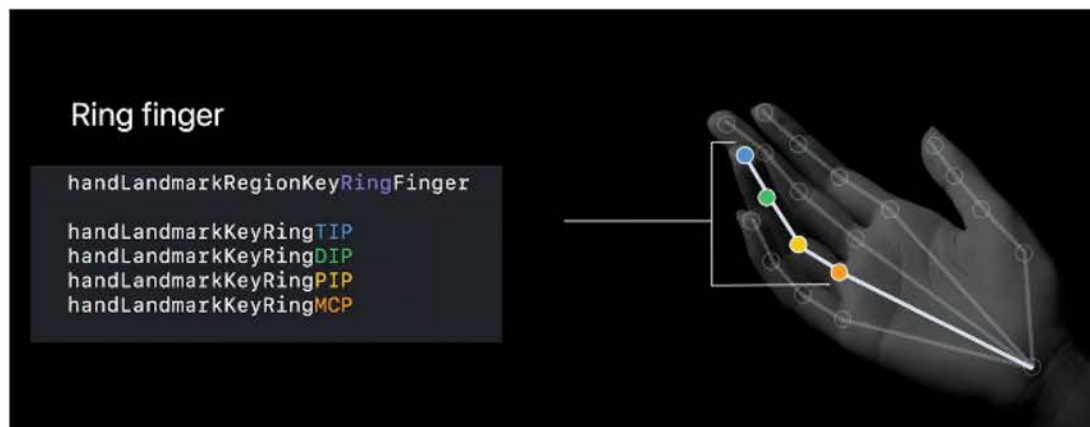 Ring finger
handLandmarkRegionKeyRingFinger
handLandmarkKeyRingTIP
handLandmarkKeyRingDIP
handLandmarkKeyRingPIP
handLandmarkKeyRingMCP